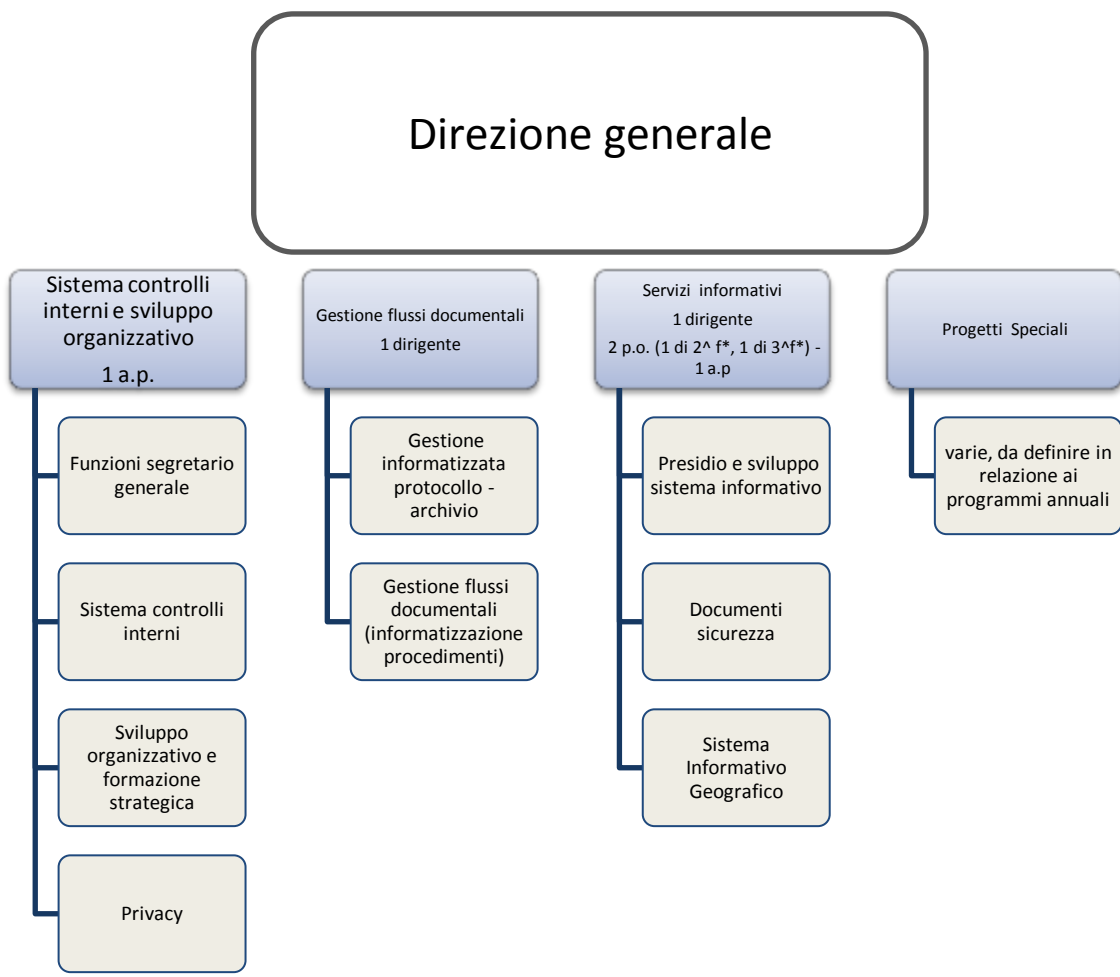 Direzione generale
Sistema controlli
interni e sviluppo
organizzativo
1 a.p.
Funzioni segretario
generale
Sistema controlli
interni
Sviluppo
organizzativo e
formazione
strategica
Privacy
Gestione flussi documentali
1 dirigente
Gestione
informatizzata
protocollo -
archivio
Gestione flussi
documentali
(informatizzazione
procedimenti)
Servizi informativi
1 dirigente
2 p.o. (1 di 2^ f*, 1 di 3^f*) -
1 a.p
Presidio e sviluppo
sistema informativo
Documenti
sicurezza
Sistema
Informativo
Geografico
Progetti Speciali
varie, da definire in
relazione ai
programmi annuali